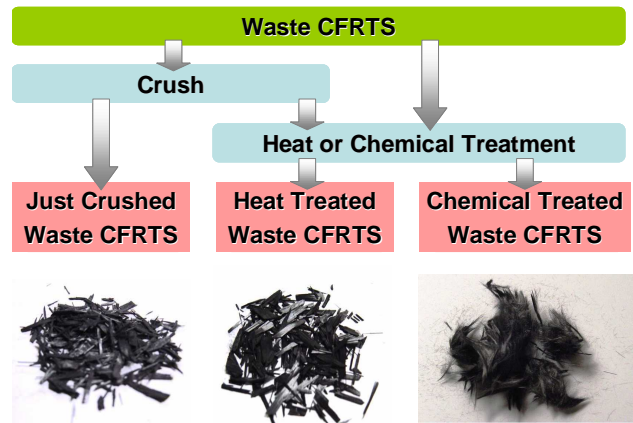 Waste CFRTS
Crush
Heat or Chemical Treatment
Just Crushed
Waste CFRTS
Heat Treated
Waste CFRTS
Chemical Treated
Waste CFRTS